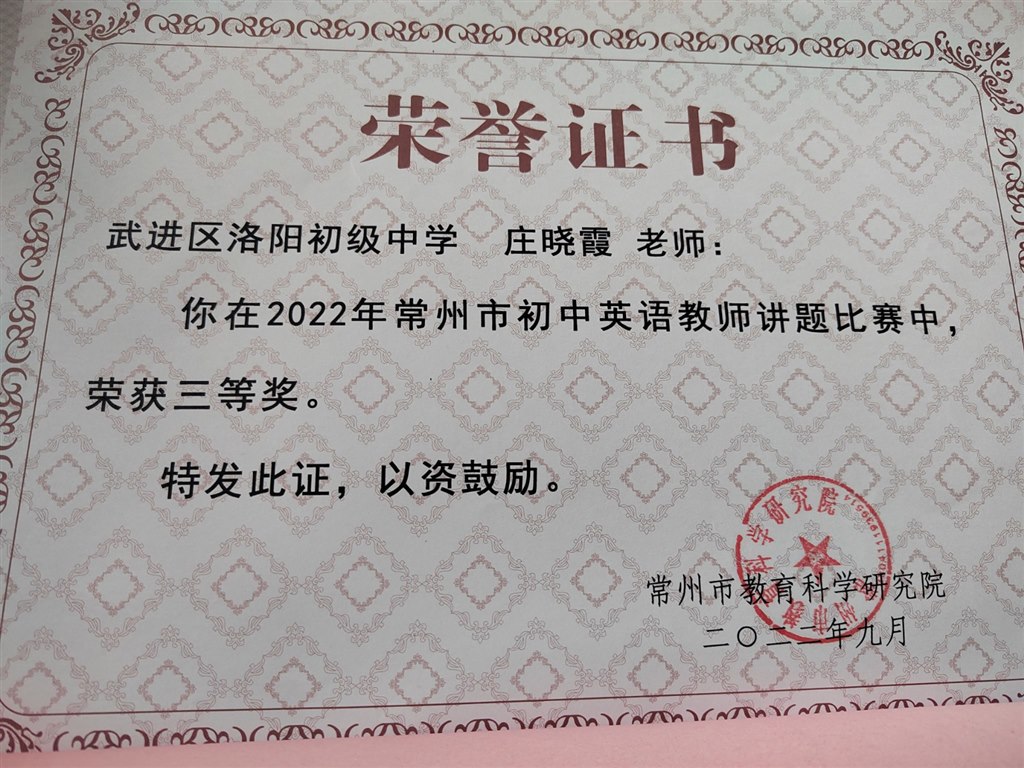 荣誉证书
武进区洛阳初级中学 庄晓霞 老师：
你在2022年常州市初中英语教师讲题比赛中，
荣获三等奖。
特发此证，以资鼓励。
常州市教育科学研究院
二〇二二年九月